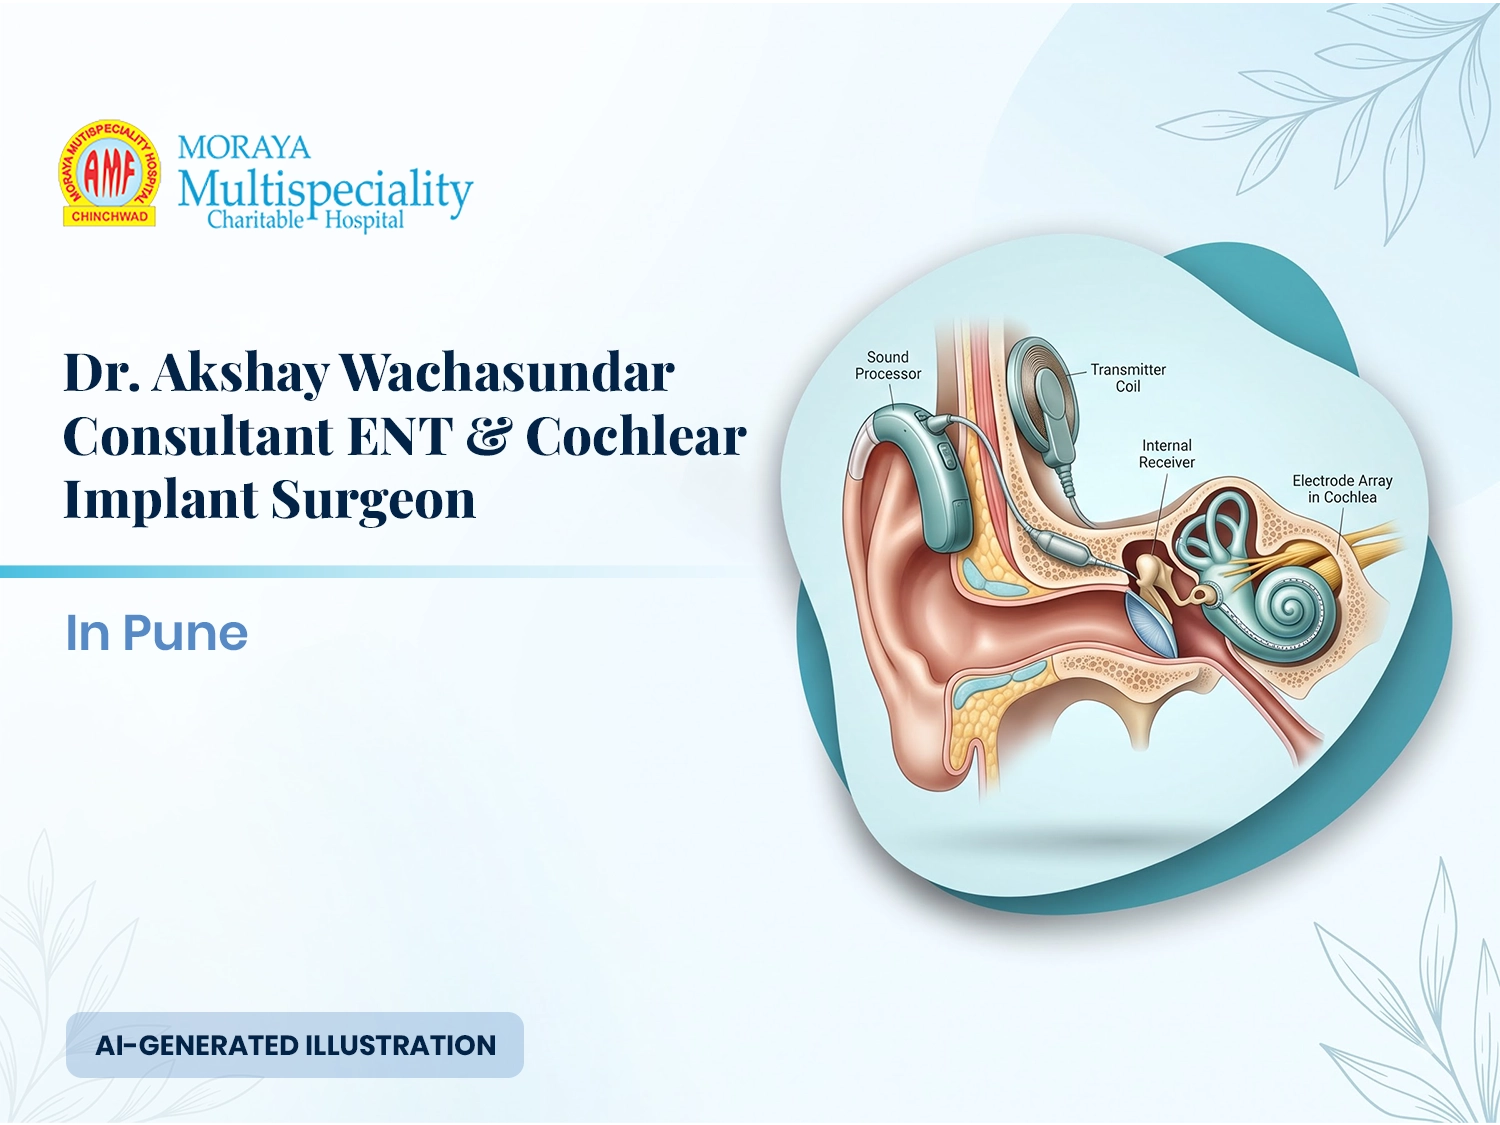 MORAYA MUTISPECIALITY HOSPITAL
AMF
CHINCHWAD
MORAYA
Multispeciality
Charitable Hospital
Dr. Akshay Wachasundar
Consultant ENT & Cochlear
Implant Surgeon
In Pune
Sound
Processor
Transmitter
Coil
Internal
Receiver
Electrode Array
in Cochlea
AI-GENERATED ILLUSTRATION